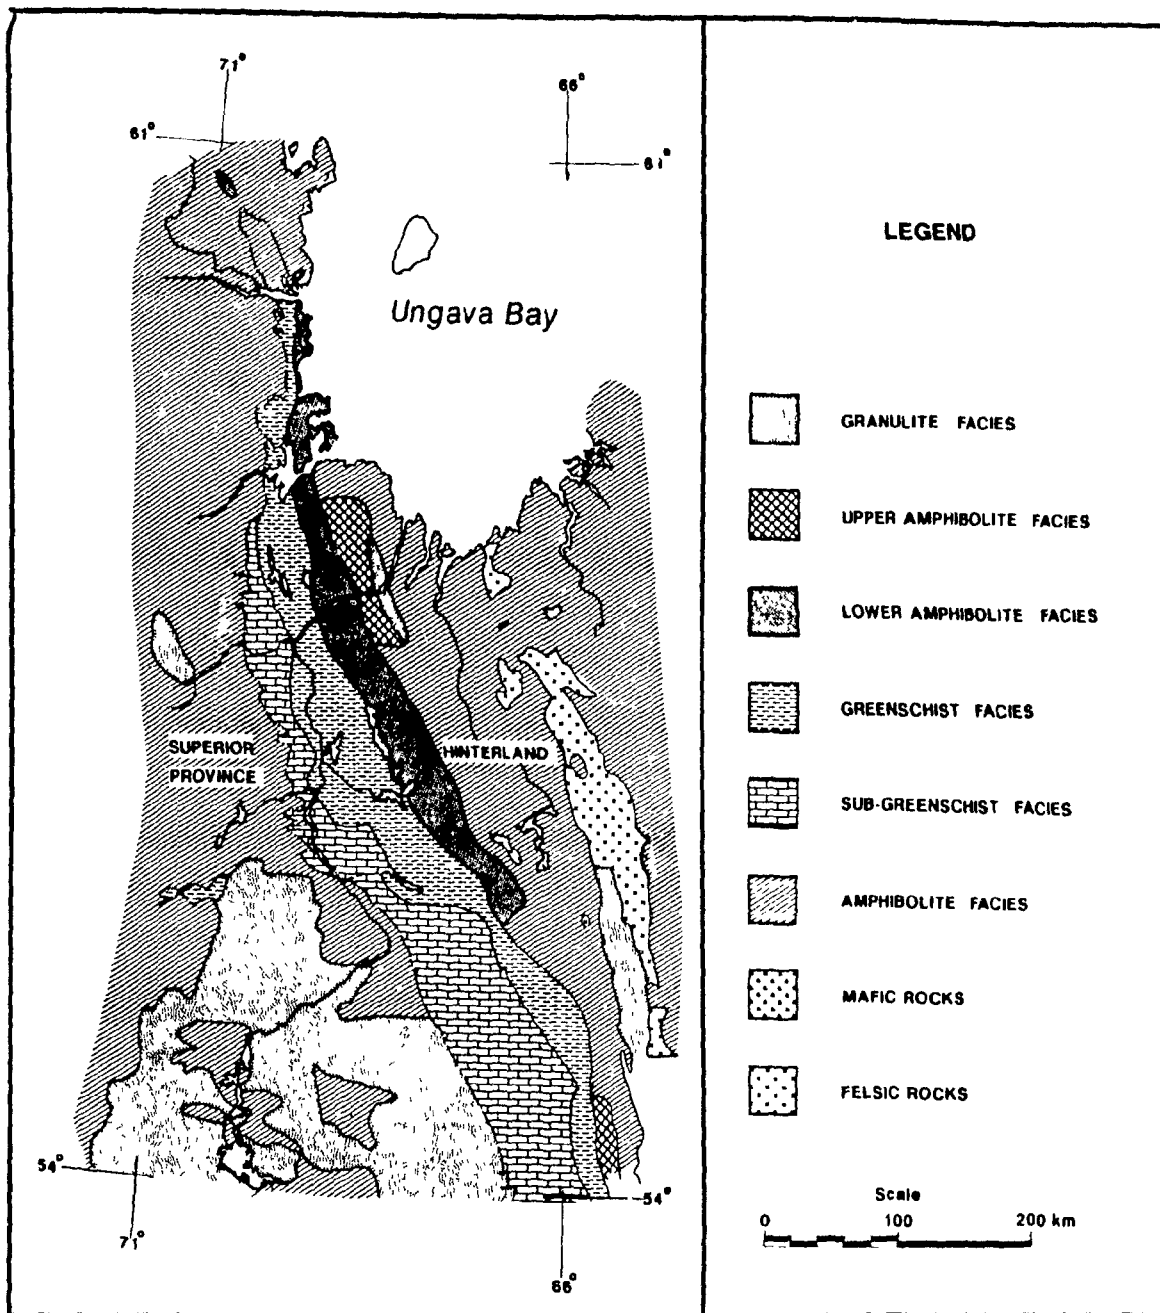 71°
66°
61°
61°
Ungava Bay
SUPERIOR
PROVINCE
HINTERLAND
54°
54°
71°
66°
LEGEND
GRANULITE FACIES
UPPER AMPHIBOLITE FACIES
LOWER AMPHIBOLITE FACIES
GREENSCHIST FACIES
SUB-GREENSCHIST FACIES
AMPHIBOLITE FACIES
MAFIC ROCKS
FELSIC ROCKS
Scale
0 100 200 km